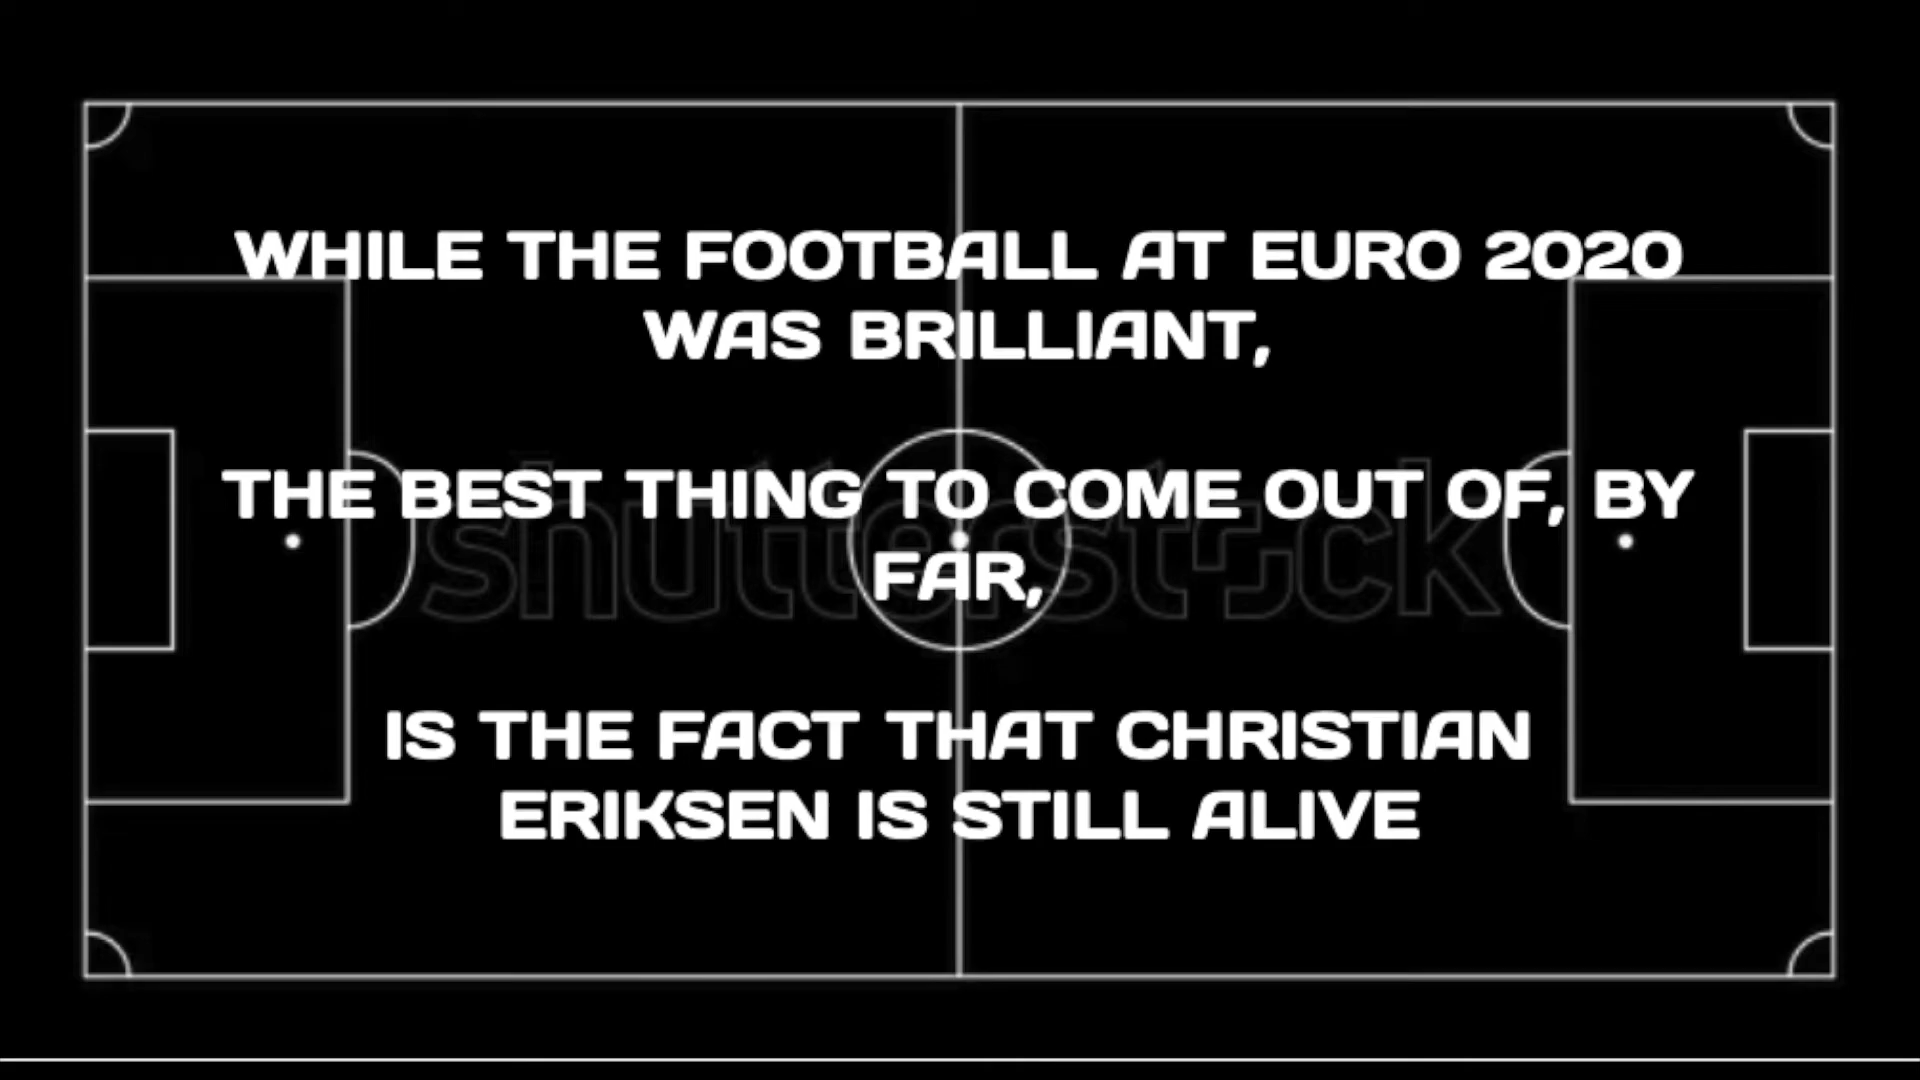 WHILE THE FOOTBALL AT EURO 2020
WAS BRILLIANT,
THE BEST THING TO COME OUT OF, BY
FAR,
shutterstock
IS THE FACT THAT CHRISTIAN
ERIKSEN IS STILL ALIVE